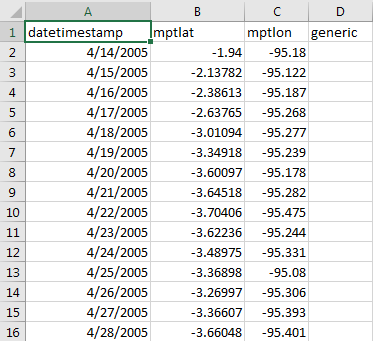 A B C D
1 datetimestamp mptlat mptlon generic
2 4/14/2005 -1.94 -95.18
3 4/15/2005 -2.13782 -95.122
4 4/16/2005 -2.38613 -95.187
5 4/17/2005 -2.63765 -95.268
6 4/18/2005 -3.01094 -95.277
7 4/19/2005 -3.34918 -95.239
8 4/20/2005 -3.60097 -95.178
9 4/21/2005 -3.64518 -95.282
10 4/22/2005 -3.70406 -95.475
11 4/23/2005 -3.62236 -95.244
12 4/24/2005 -3.48975 -95.331
13 4/25/2005 -3.36898 -95.08
14 4/26/2005 -3.26997 -95.306
15 4/27/2005 -3.36607 -95.393
16 4/28/2005 -3.66048 -95.401